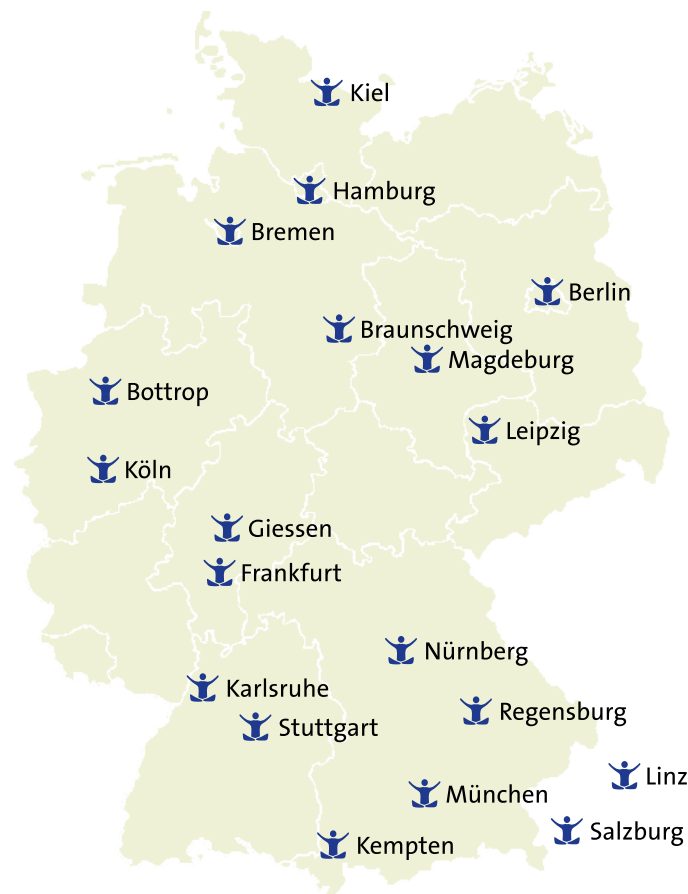 Kiel
Hamburg
Bremen
Berlin
Braunschweig
Magdeburg
Bottrop
Leipzig
Köln
Giessen
Frankfurt
Nürnberg
Karlsruhe
Regensburg
Stuttgart
Linz
München
Salzburg
Kempten